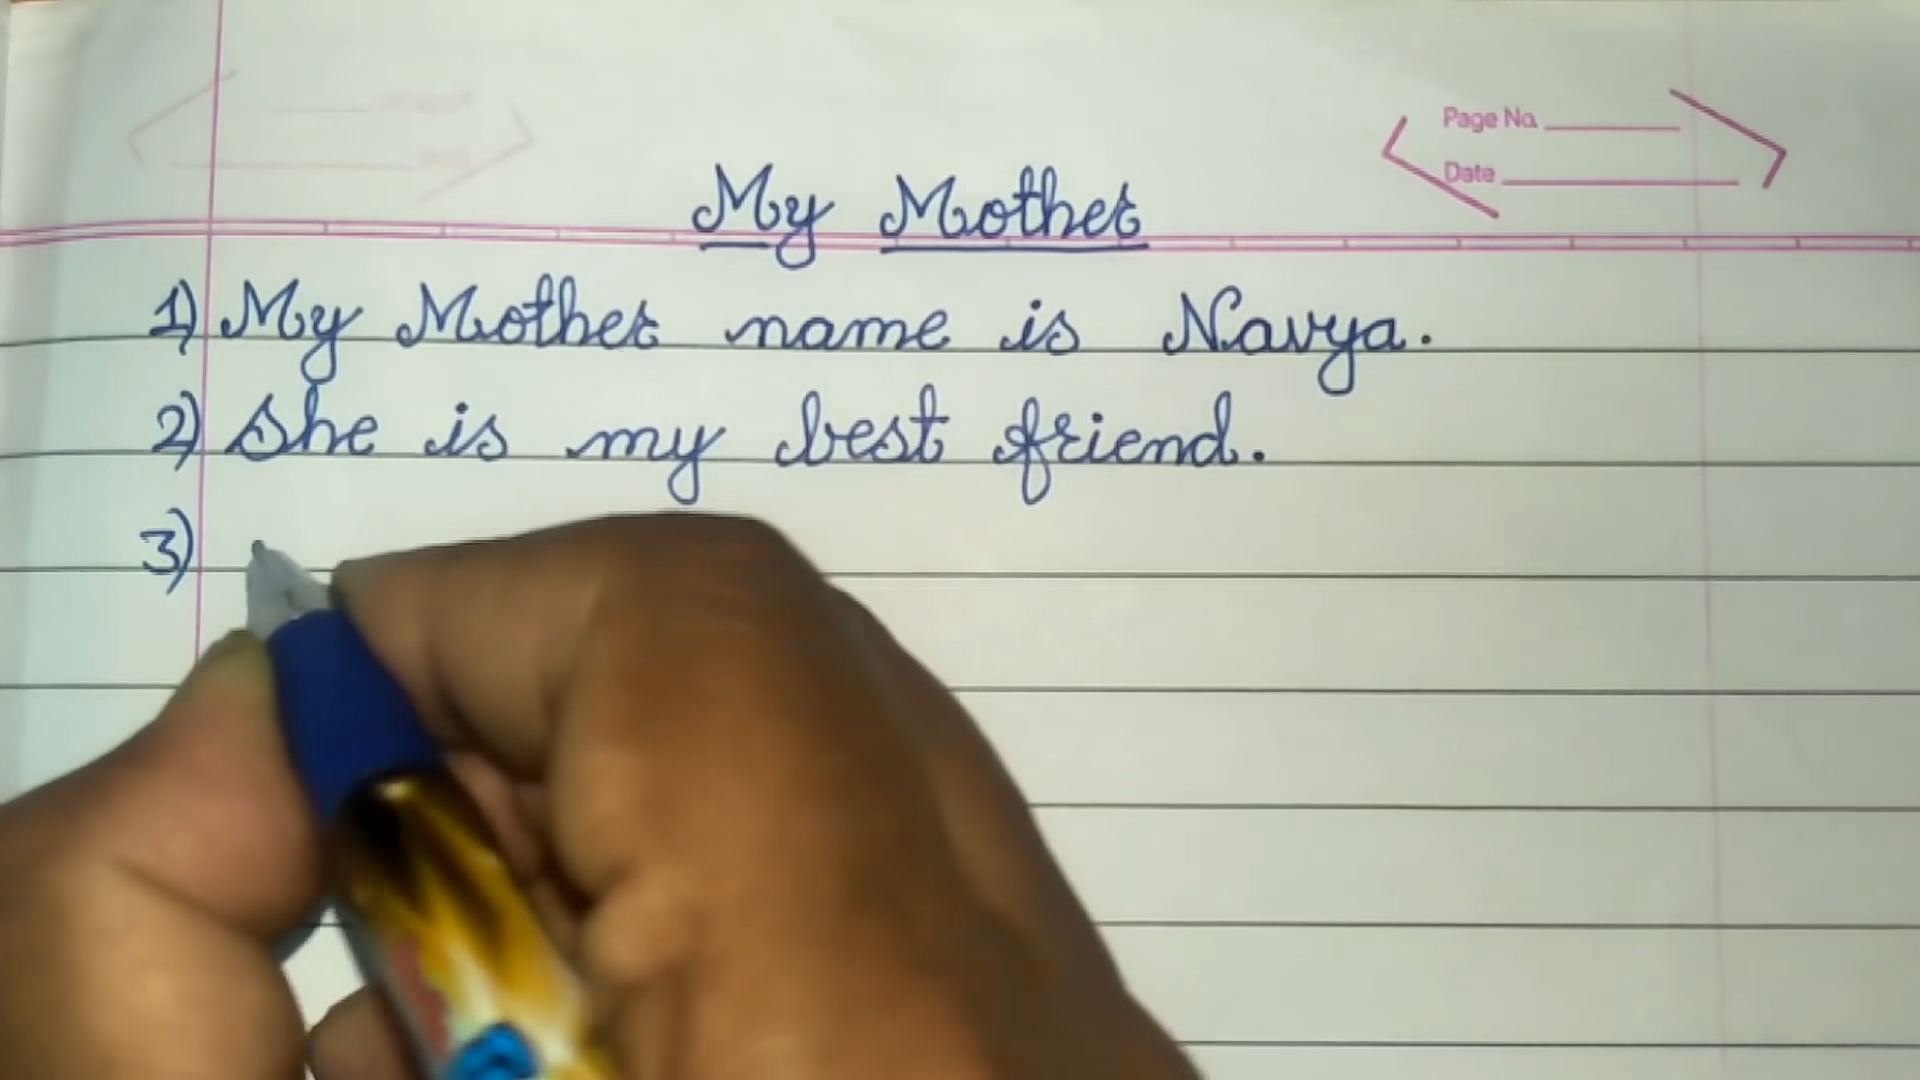 Page No.
Date
My Mother
1) My Mother name is Navya.
2) She is my best friend.
3)